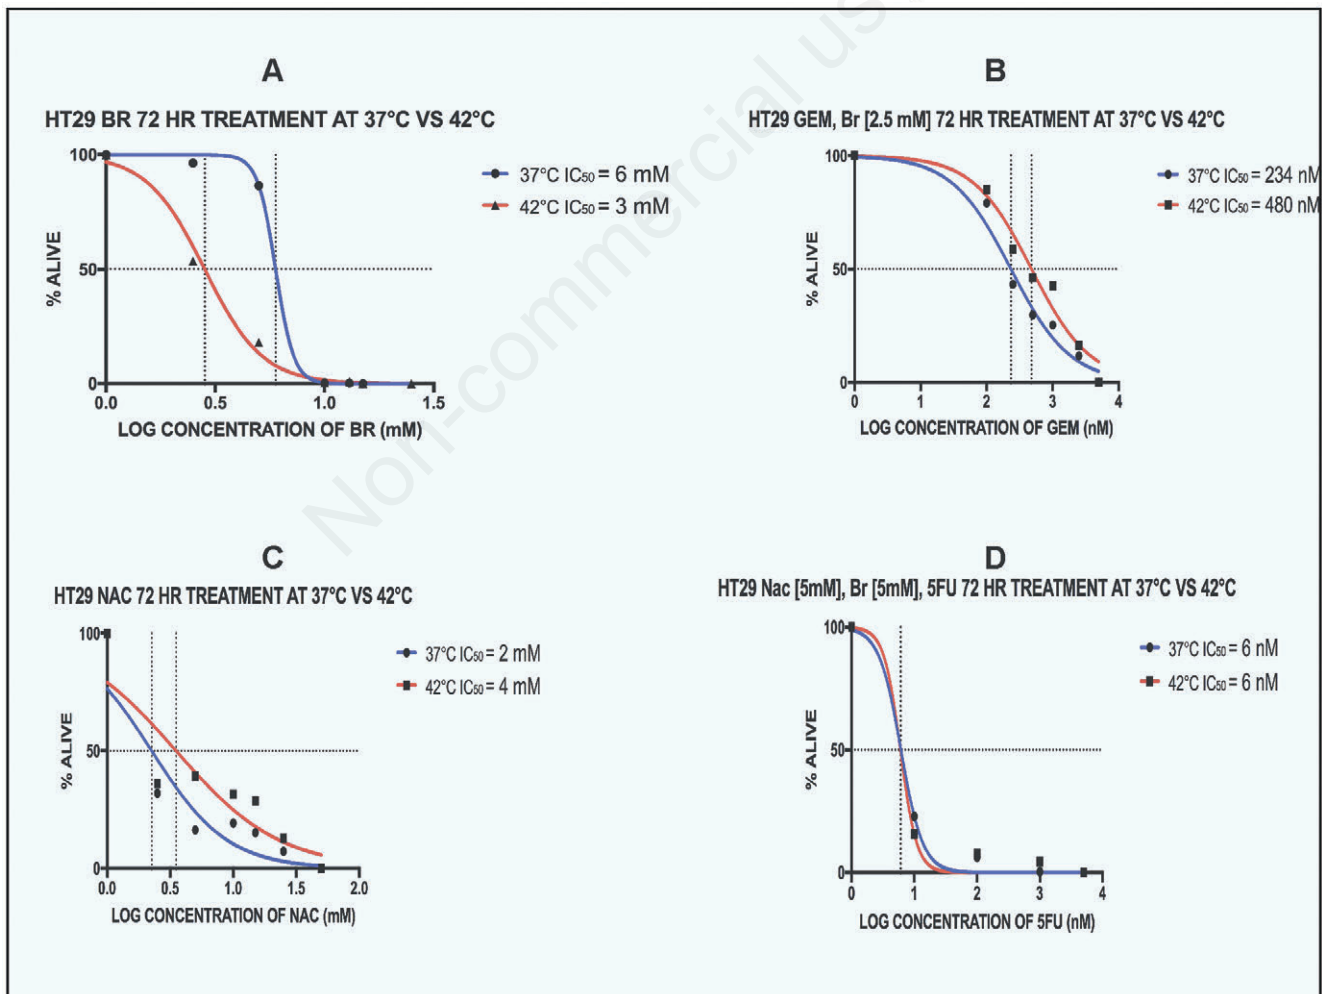 Non-commercial us
A
HT29 BR 72 HR TREATMENT AT 37°C VS 42°C
100
50
0
0.0
0.5
1.0
1.5
% ALIVE
LOG CONCENTRATION OF BR (mM)
37°C IC50 = 6 mM
42°C IC50 = 3 mM
B
HT29 GEM, Br [2.5 mM] 72 HR TREATMENT AT 37°C VS 42°C
100
50
0
0
1
2
3
4
% ALIVE
LOG CONCENTRATION OF GEM (nM)
37°C IC50 = 234 nM
42°C IC50 = 480 nM
C
HT29 NAC 72 HR TREATMENT AT 37°C VS 42°C
100
50
0
0.0
0.5
1.0
1.5
2.0
% ALIVE
LOG CONCENTRATION OF NAC (mM)
37°C IC50 = 2 mM
42°C IC50 = 4 mM
D
HT29 Nac [5mM], Br [5mM], 5FU 72 HR TREATMENT AT 37°C VS 42°C
100
50
0
0
1
2
3
4
% ALIVE
LOG CONCENTRATION OF 5FU (nM)
37°C IC50 = 6 nM
42°C IC50 = 6 nM